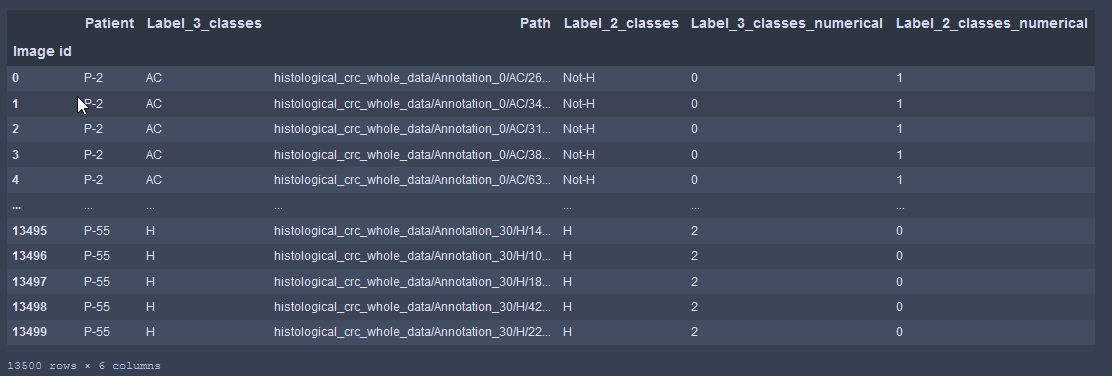 Patient Label_3_classes Path Label_2_classes Label_3_classes_numerical Label_2_classes_numerical
Image id
0 P-2 AC histological_crc_whole_data/Annotation_0/AC/26... Not-H 0 1
1 P-2 AC histological_crc_whole_data/Annotation_0/AC/34... Not-H 0 1
2 P-2 AC histological_crc_whole_data/Annotation_0/AC/31... Not-H 0 1
3 P-2 AC histological_crc_whole_data/Annotation_0/AC/38... Not-H 0 1
4 P-2 AC histological_crc_whole_data/Annotation_0/AC/63... Not-H 0 1
... ... ... ... ... ... ...
13495 P-55 H histological_crc_whole_data/Annotation_30/H/14... H 2 0
13496 P-55 H histological_crc_whole_data/Annotation_30/H/10... H 2 0
13497 P-55 H histological_crc_whole_data/Annotation_30/H/18... H 2 0
13498 P-55 H histological_crc_whole_data/Annotation_30/H/42... H 2 0
13499 P-55 H histological_crc_whole_data/Annotation_30/H/22... H 2 0
13500 rows × 6 columns